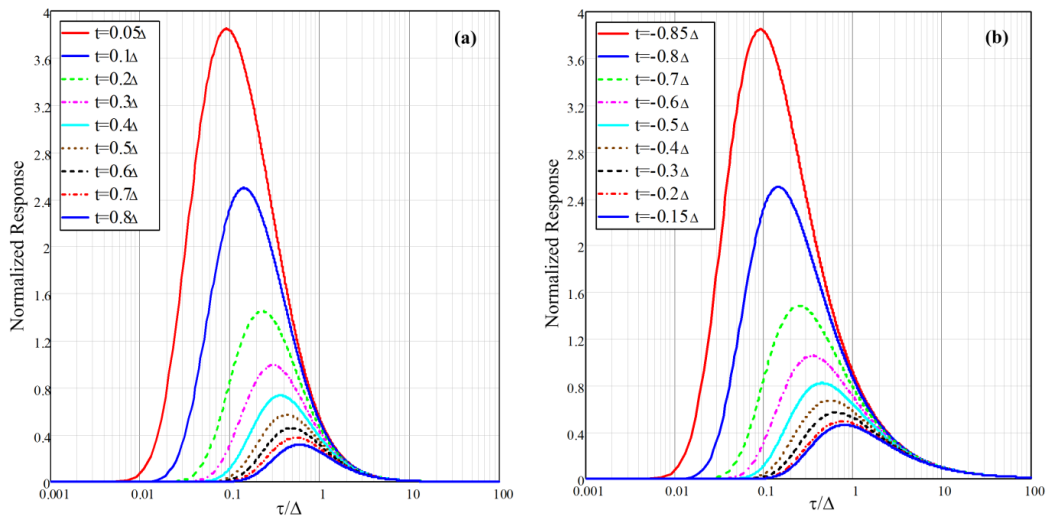 (a)
t=0.05Δ
t=0.1Δ
t=0.2Δ
t=0.3Δ
t=0.4Δ
t=0.5Δ
t=0.6Δ
t=0.7Δ
t=0.8Δ
Normalized Response
4
3.6
3.2
2.8
2.4
2
1.6
1.2
0.8
0.4
0
0.001 0.01 0.1 1 10 100
τ/Δ
(b)
t=-0.85Δ
t=-0.8Δ
t=-0.7Δ
t=-0.6Δ
t=-0.5Δ
t=-0.4Δ
t=-0.3Δ
t=-0.2Δ
t=-0.15Δ
Normalized Response
4
3.6
3.2
2.8
2.4
2
1.6
1.2
0.8
0.4
0
0.001 0.01 0.1 1 10 100
τ/Δ